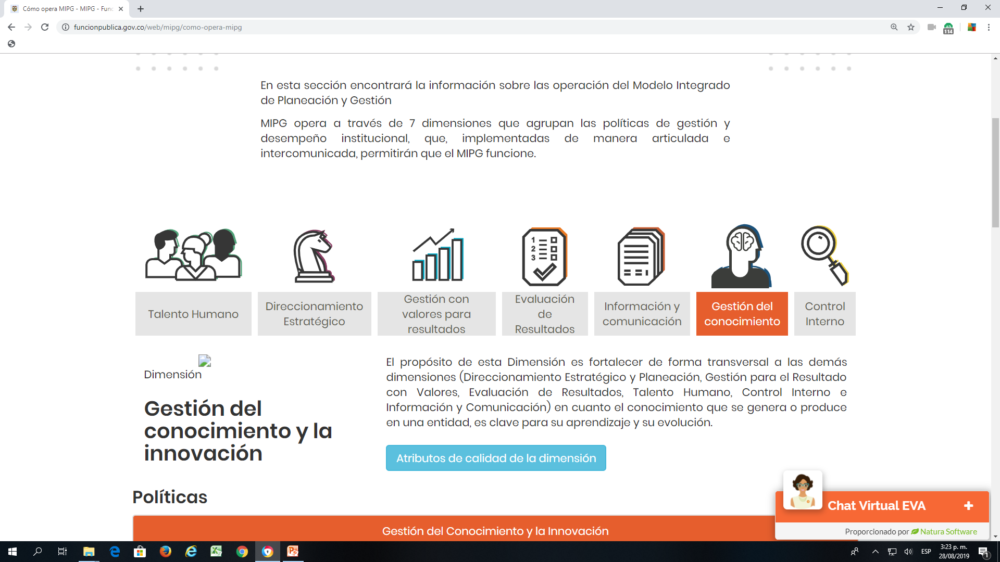 Cómo opera MIPG - MIPG - Func
funcionpublica.gov.co/web/mipg/como-opera-mipg
114
En esta sección encontrará la información sobre las operación del Modelo Integrado
de Planeación y Gestión
MIPG opera a través de 7 dimensiones que agrupan las políticas de gestión y
desempeño institucional, que, implementadas de manera articulada e
intercomunicada, permitirán que el MIPG funcione.
1
2
3
Talento Humano
Direccionamiento
Estratégico
Gestión con
valores para
resultados
Evaluación
de
Resultados
Información y
comunicación
Gestión del
conocimiento
Control
Interno
Dimensión
Gestión del
conocimiento y la
innovación
El propósito de esta Dimensión es fortalecer de forma transversal a las demás
dimensiones (Direccionamiento Estratégico y Planeación, Gestión para el Resultado
con Valores, Evaluación de Resultados, Talento Humano, Control Interno e
Información y Comunicación) en cuanto el conocimiento que se genera o produce
en una entidad, es clave para su aprendizaje y su evolución.
Atributos de calidad de la dimensión
Políticas
Gestión del Conocimiento y la Innovación
Chat Virtual EVA
Proporcionado por Natura Software
ESP
3:23 p. m.
28/08/2019
1